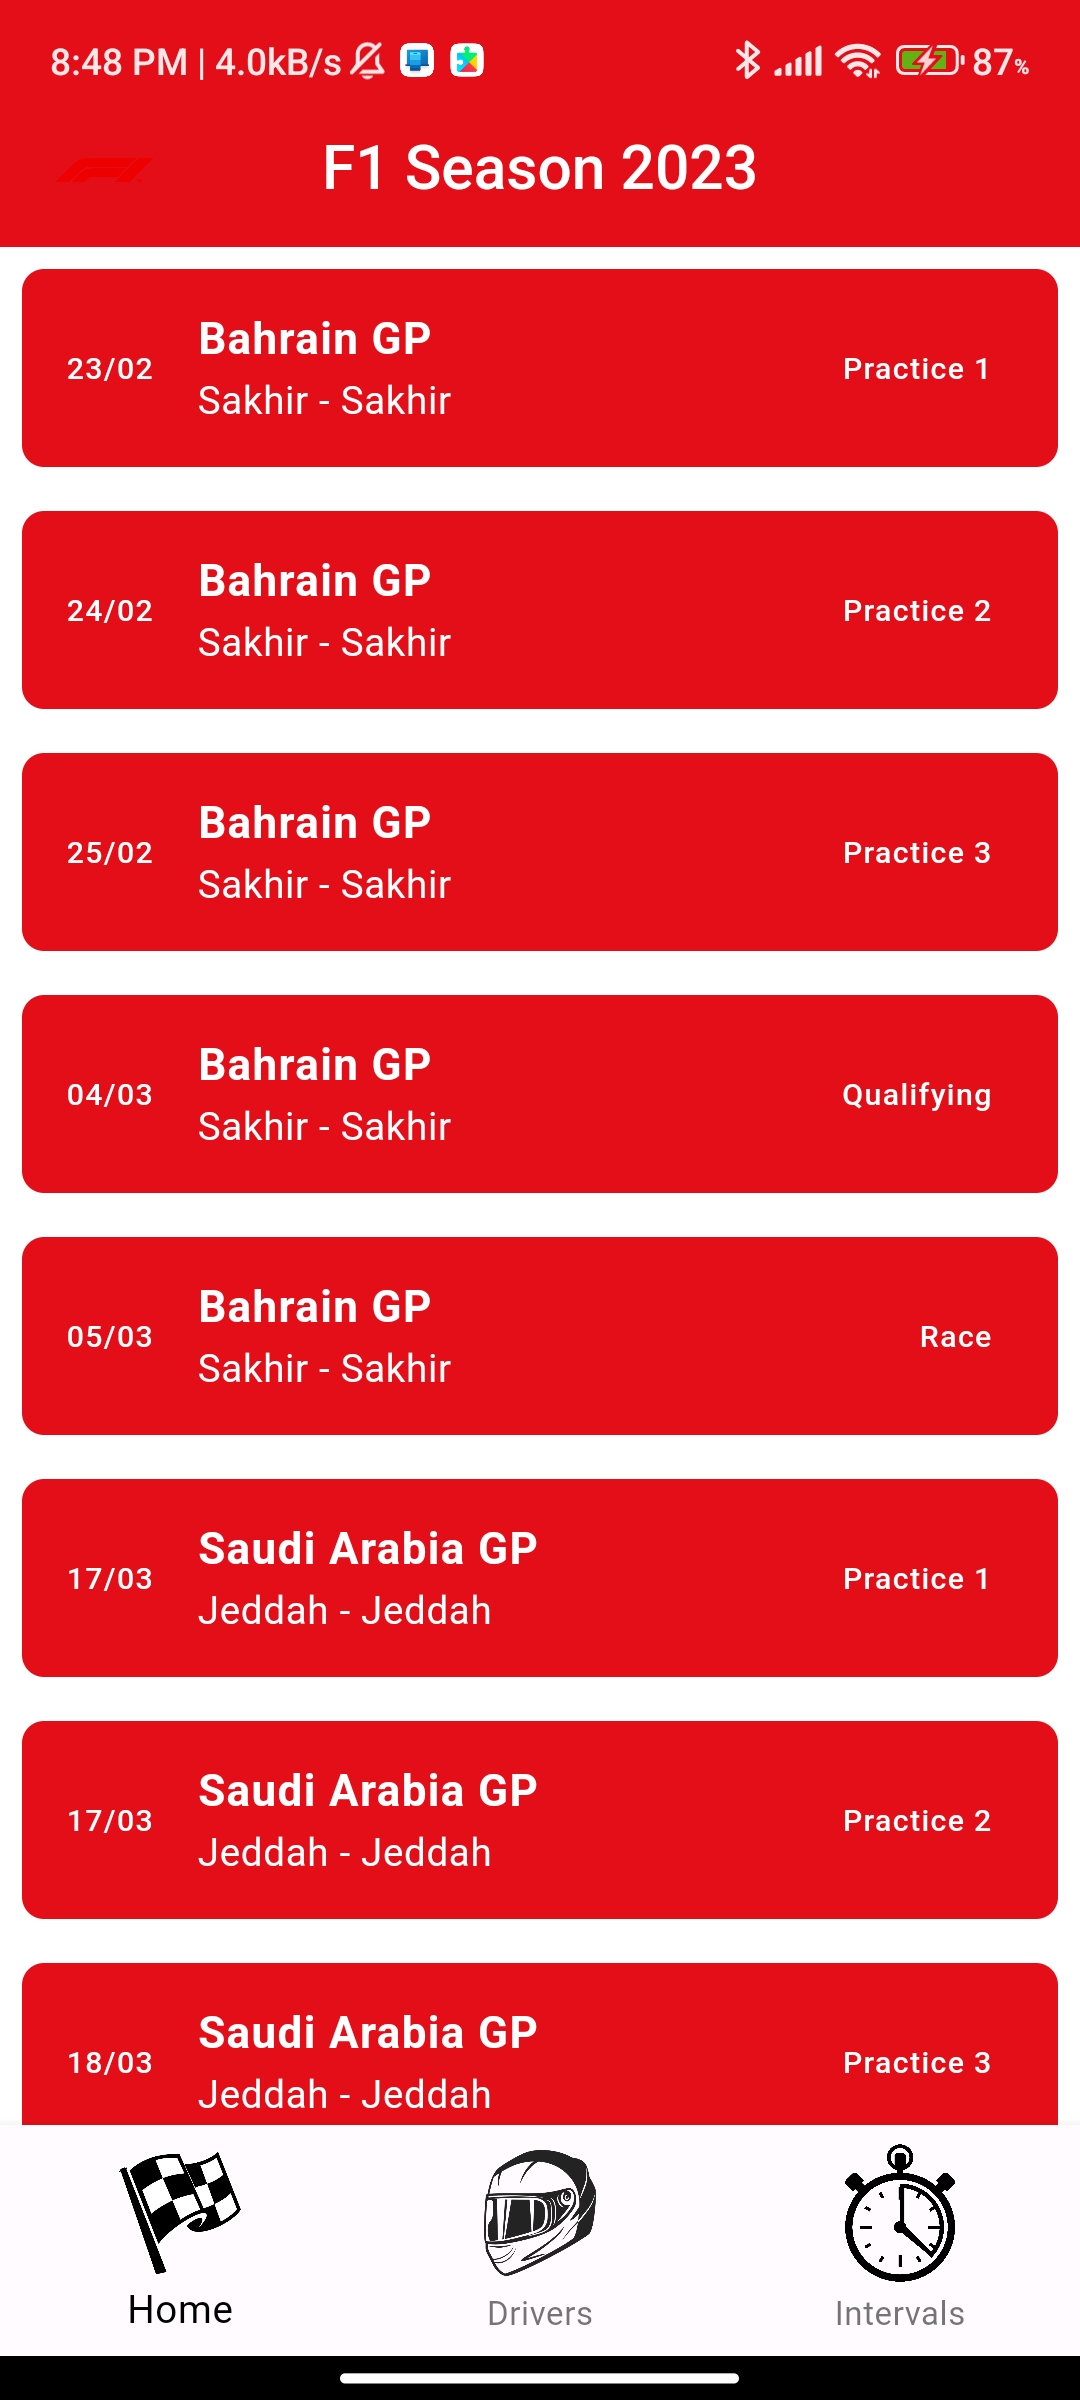 8:48 PM | 4.0kB/s 87%
F1 Season 2023
Bahrain GP
23/02 Practice 1
Sakhir - Sakhir
Bahrain GP
24/02 Practice 2
Sakhir - Sakhir
Bahrain GP
25/02 Practice 3
Sakhir - Sakhir
Bahrain GP
04/03 Qualifying
Sakhir - Sakhir
Bahrain GP
05/03 Race
Sakhir - Sakhir
Saudi Arabia GP
17/03 Practice 1
Jeddah - Jeddah
Saudi Arabia GP
17/03 Practice 2
Jeddah - Jeddah
Saudi Arabia GP
18/03 Practice 3
Jeddah - Jeddah
Home Drivers Intervals